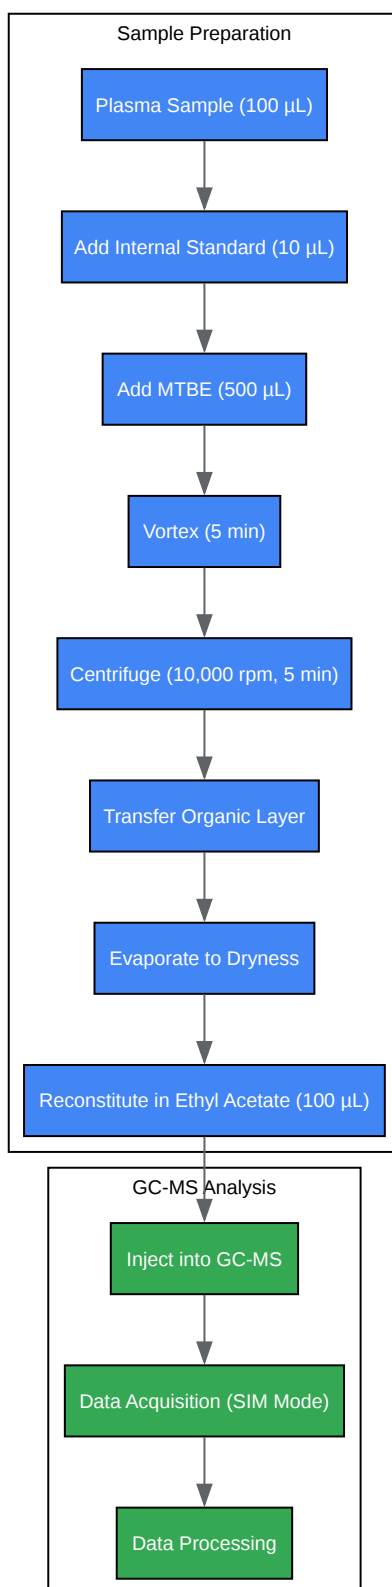 Sample Preparation
Plasma Sample (100 µL)
Add Internal Standard (10 µL)
Add MTBE (500 µL)
Vortex (5 min)
Centrifuge (10,000 rpm, 5 min)
Transfer Organic Layer
Evaporate to Dryness
Reconstitute in Ethyl Acetate (100 µL)
GC-MS Analysis
Inject into GC-MS
Data Acquisition (SIM Mode)
Data Processing